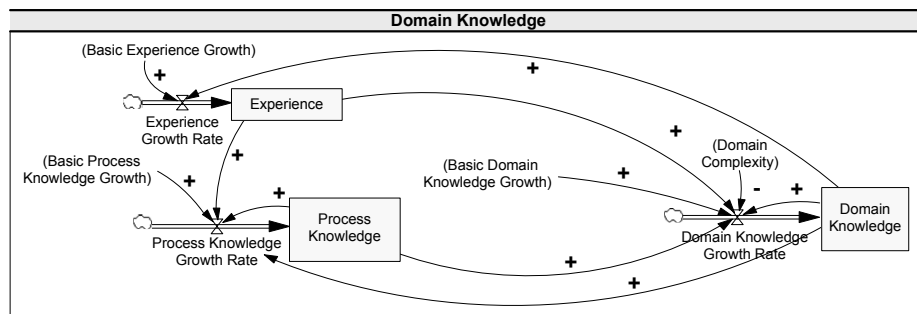 Domain Knowledge
(Basic Experience Growth)
+
+
Experience
Experience
Growth Rate
+
(Domain
Complexity)
(Basic Process
Knowledge Growth)
+
(Basic Domain
Knowledge Growth)
+
+
+
-
+
Process
Knowledge
Domain
Knowledge
Process Knowledge
Growth Rate
Domain Knowledge
Growth Rate
+
+